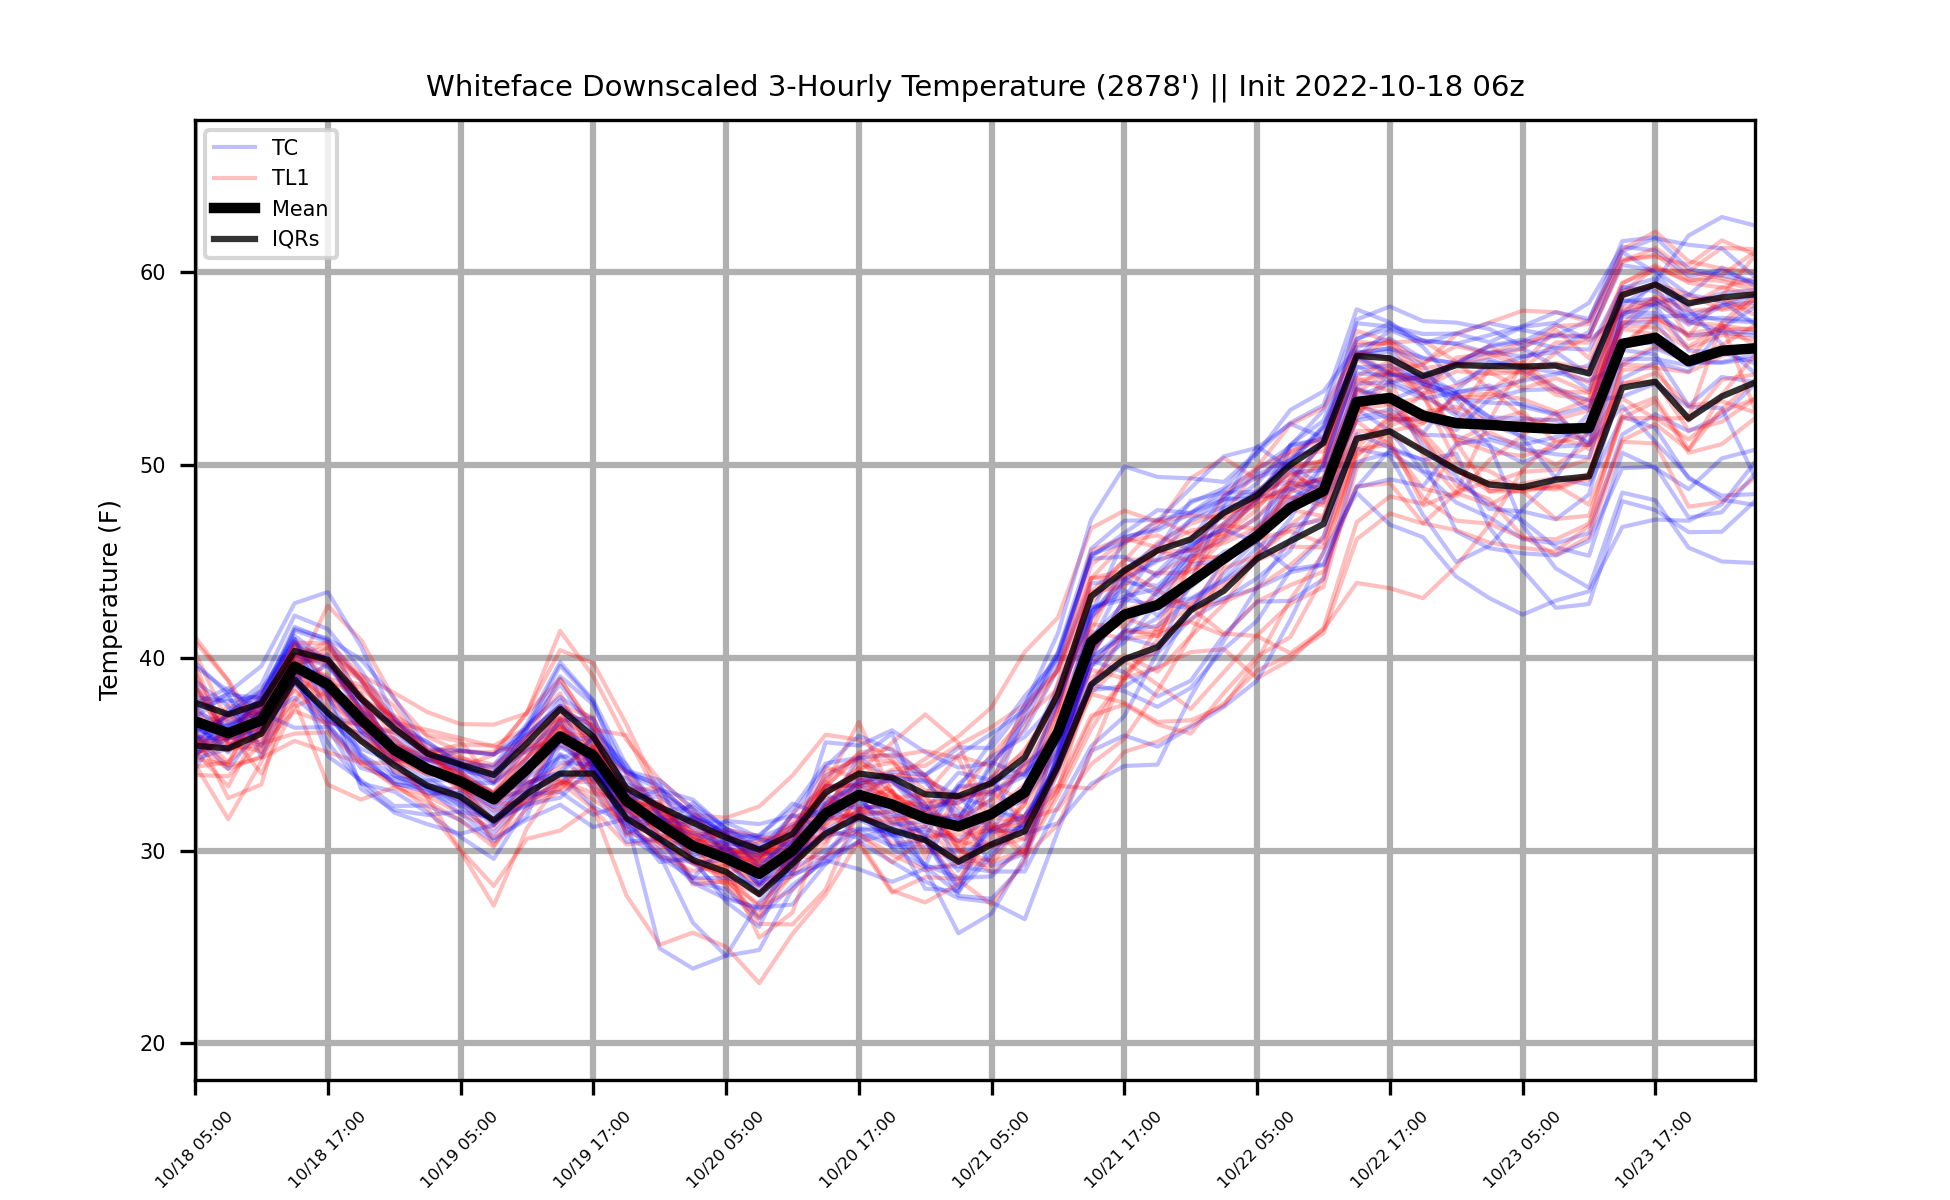 Whiteface Downscaled 3-Hourly Temperature (2878') || Init 2022-10-18 06z
TC
TL1
Mean
IQRs
Temperature (F)
60
50
40
30
20
10/18 05:00
10/18 17:00
10/19 05:00
10/19 17:00
10/20 05:00
10/20 17:00
10/21 05:00
10/21 17:00
10/22 05:00
10/22 17:00
10/23 05:00
10/23 17:00